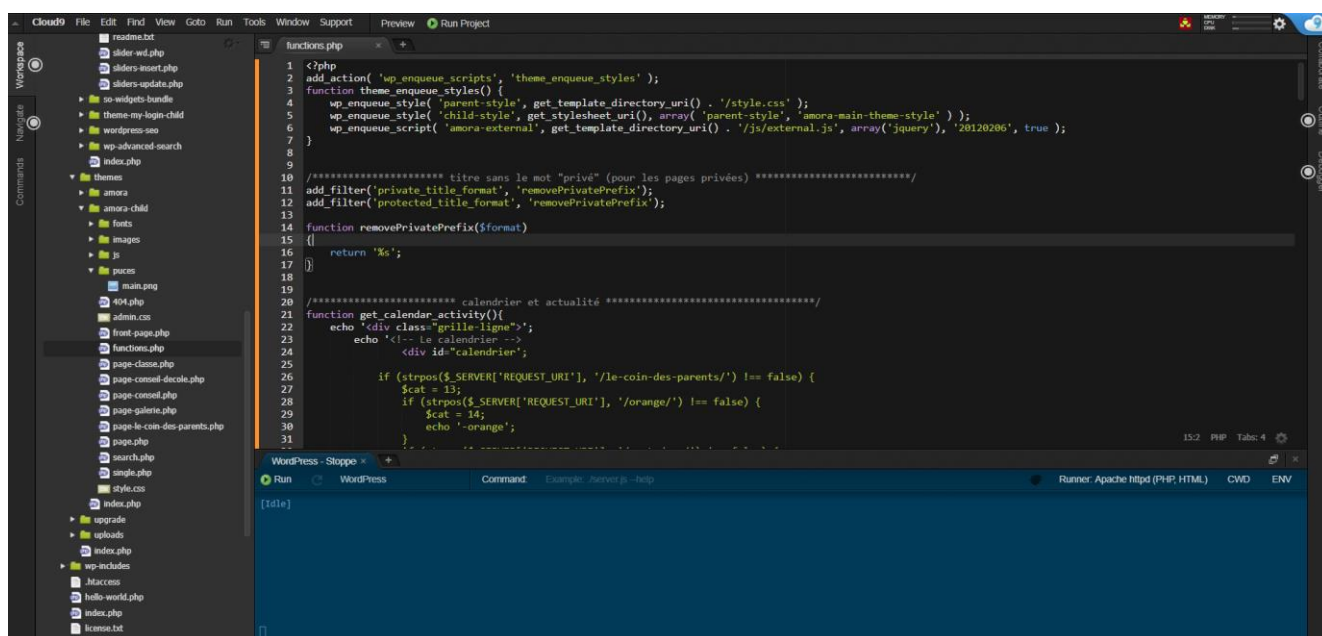 Cloud9 File Edit Find View Goto Run Tools Window Support Preview Run Project
MEMORY
CPU
DISK
Workspace
Navigate
Commands
readme.txt
slider-wd.php
sliders-insert.php
sliders-update.php
so-widgets-bundle
theme-my-login-child
wordpress-seo
wp-advanced-search
index.php
themes
amora
amora-child
fonts
images
js
puces
main.png
404.php
admin.css
front-page.php
functions.php
page-classe.php
page-conseil-decole.php
page-conseil.php
page-galerie.php
page-le-coin-des-parents.php
page.php
search.php
single.php
style.css
index.php
upgrade
uploads
index.php
wp-includes
.htaccess
hello-world.php
index.php
license.txt
functions.php × +
1 <?php
2 add_action( 'wp_enqueue_scripts', 'theme_enqueue_styles' );
3 function theme_enqueue_styles() {
4 wp_enqueue_style( 'parent-style', get_template_directory_uri() . '/style.css' );
5 wp_enqueue_style( 'child-style', get_stylesheet_uri(), array( 'parent-style', 'amora-main-theme-style' ) );
6 wp_enqueue_script( 'amora-external', get_template_directory_uri() . '/js/external.js', array('jquery'), '20120206', true );
7 }
8
9
10 /********************** titre sans le mot "privé" (pour les pages privées) **************************/
11 add_filter('private_title_format', 'removePrivatePrefix');
12 add_filter('protected_title_format', 'removePrivatePrefix');
13
14 function removePrivatePrefix($format)
15 {
16 return '%s';
17 }
18
19
20 /************************ calendrier et actualité ***********************************/
21 function get_calendar_activity(){
22 echo '<div class="grille-ligne">';
23 echo '<!-- Le calendrier -->
24 <div id="calendrier';
25
26 if (strpos($_SERVER['REQUEST_URI'], '/le-coin-des-parents/') !== false) {
27 $cat = 13;
28 if (strpos($_SERVER['REQUEST_URI'], '/orange/') !== false) {
29 $cat = 14;
30 echo '-orange';
31 }
15:2 PHP Tabs: 4
WordPress - Stoppe × +
Run WordPress Command: Example: ./server.js --help Runner: Apache httpd (PHP, HTML) CWD ENV
[Idle]